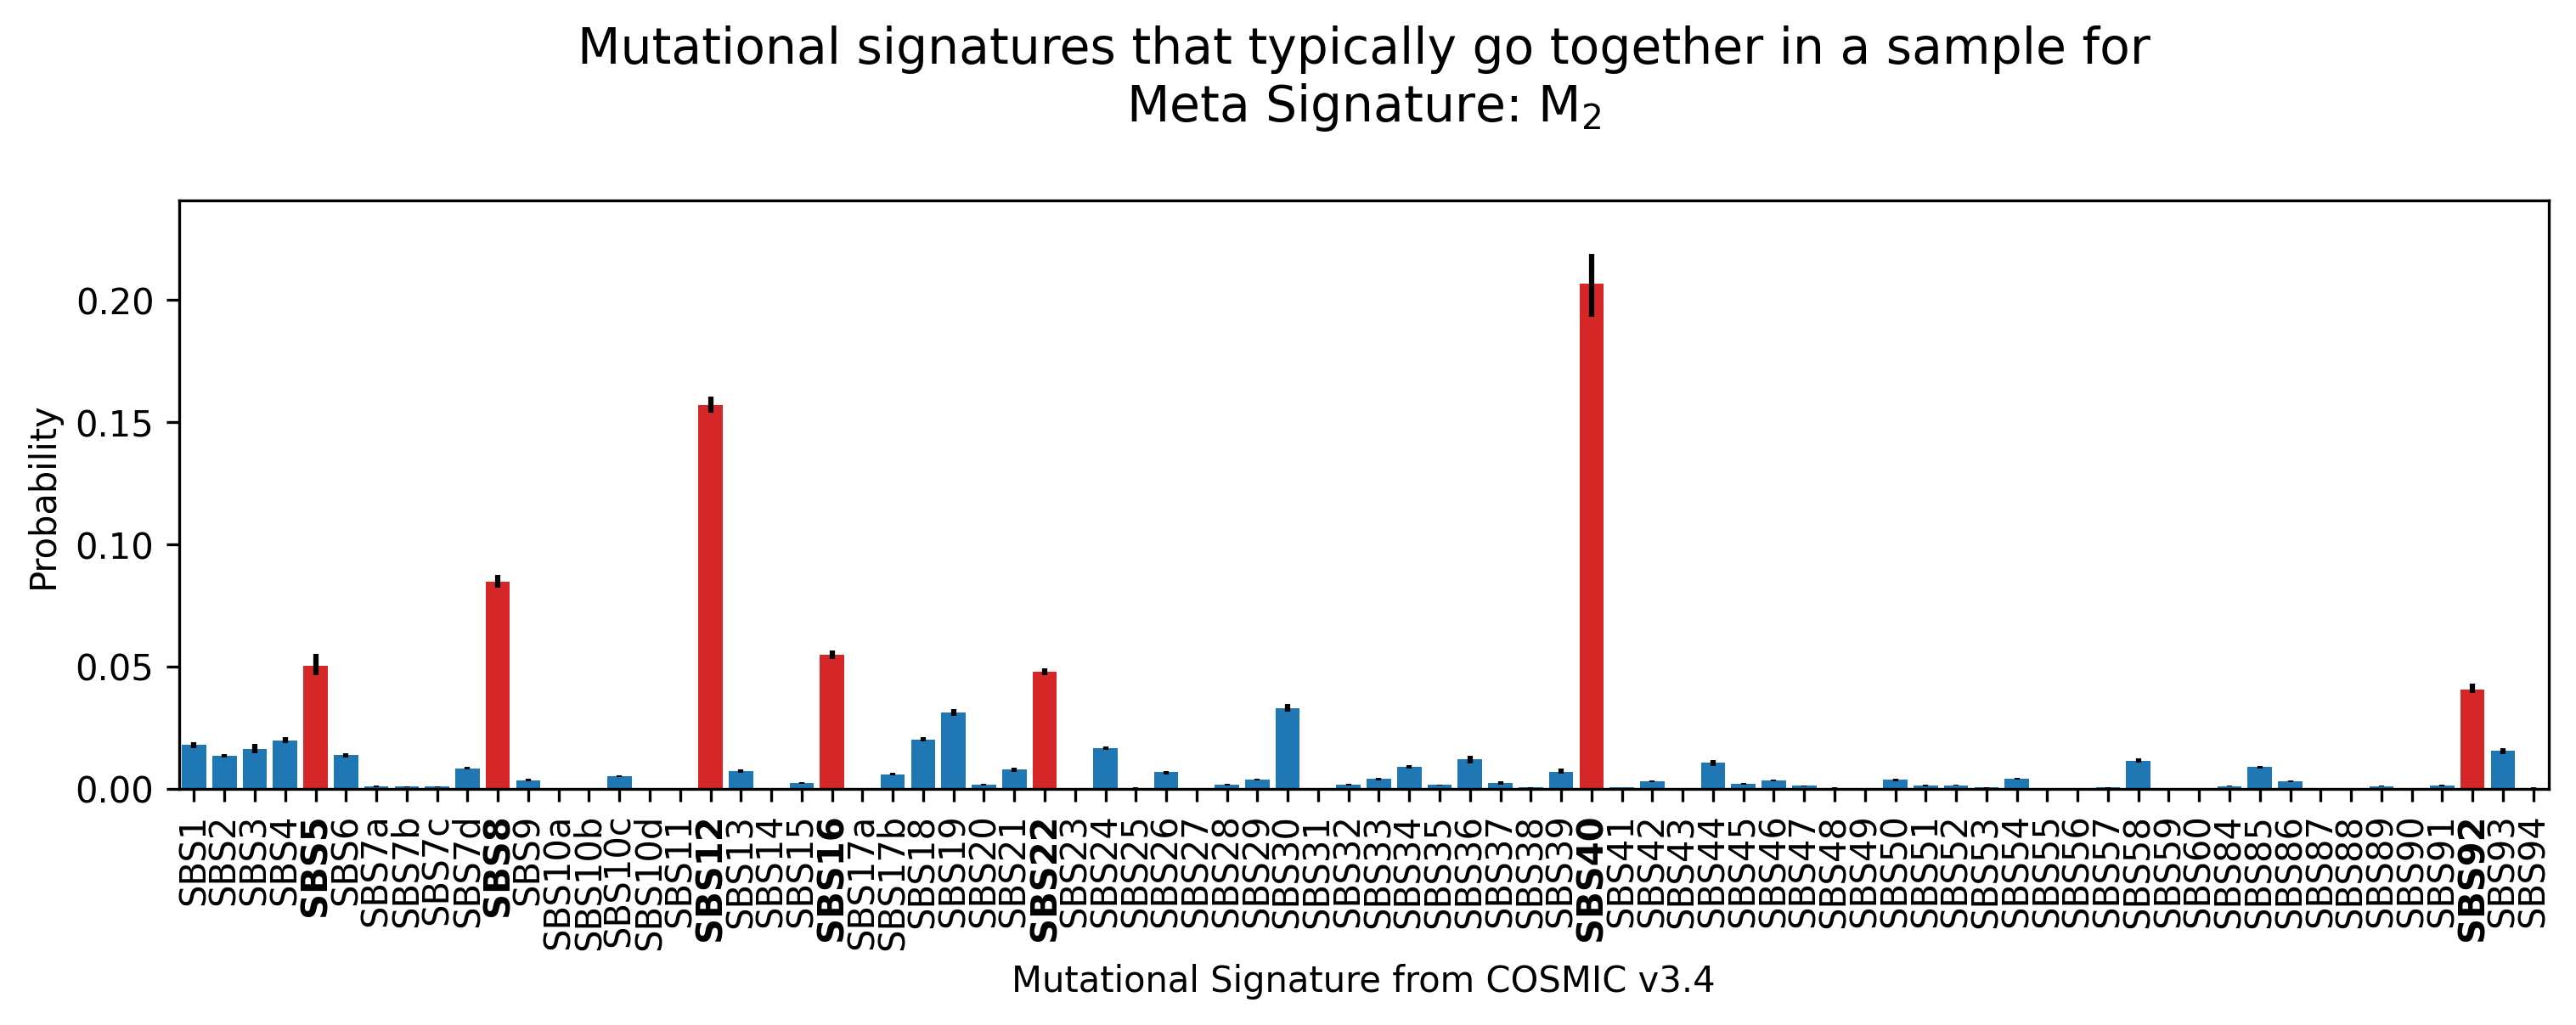 Mutational signatures that typically go together in a sample for
Meta Signature: M₂
Probability
0.20
0.15
0.10
0.05
0.00
SBS1
SBS2
SBS3
SBS4
SBS5
SBS6
SBS7a
SBS7b
SBS7c
SBS7d
SBS8
SBS9
SBS10a
SBS10b
SBS10c
SBS10d
SBS11
SBS12
SBS13
SBS14
SBS15
SBS16
SBS17a
SBS17b
SBS18
SBS19
SBS20
SBS21
SBS22
SBS23
SBS24
SBS25
SBS26
SBS27
SBS28
SBS29
SBS30
SBS31
SBS32
SBS33
SBS34
SBS35
SBS36
SBS37
SBS38
SBS39
SBS40
SBS41
SBS42
SBS43
SBS44
SBS45
SBS46
SBS47
SBS48
SBS49
SBS50
SBS51
SBS52
SBS53
SBS54
SBS55
SBS56
SBS57
SBS58
SBS59
SBS60
SBS84
SBS85
SBS86
SBS87
SBS88
SBS89
SBS90
SBS91
SBS92
SBS93
SBS94
Mutational Signature from COSMIC v3.4